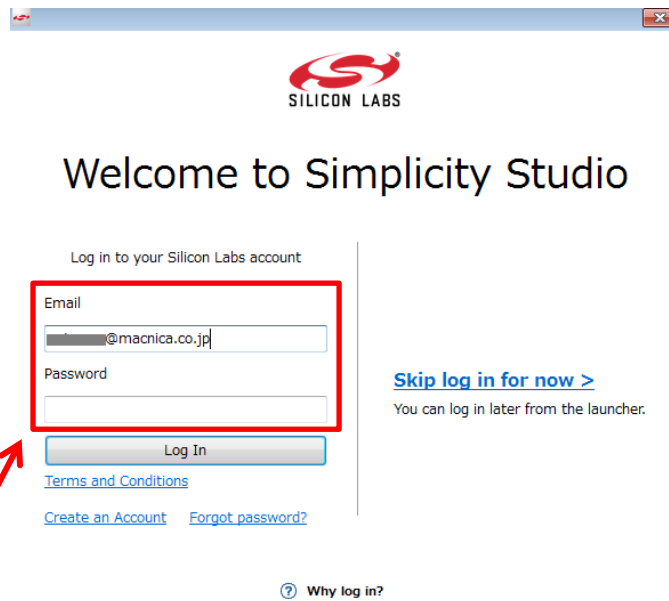 SILICON LABS
Welcome to Simplicity Studio
Log in to your Silicon Labs account
Email
@macnica.co.jp
Password
Log In
Terms and Conditions
Create an Account Forgot password?
Skip log in for now >
You can log in later from the launcher.
? Why log in?